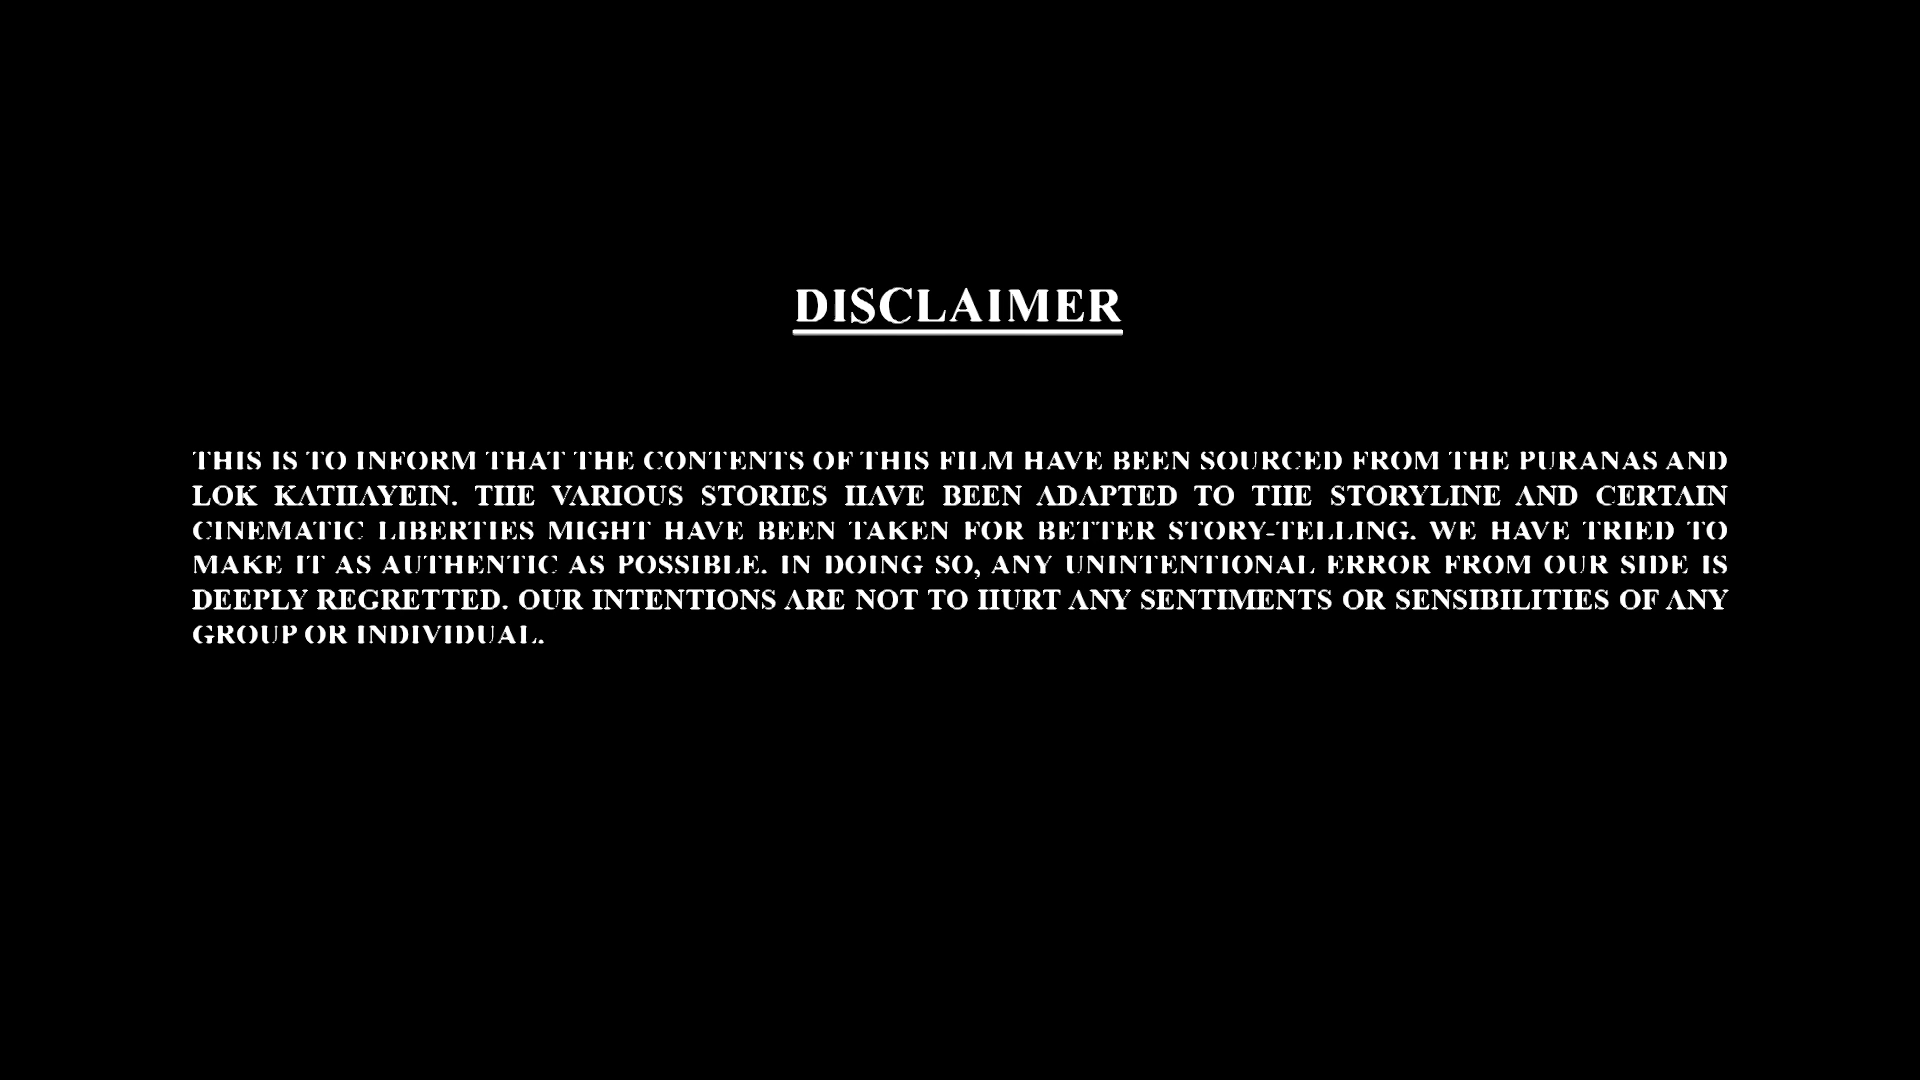 DISCLAIMER
THIS IS TO INFORM THAT THE CONTENTS OF THIS FILM HAVE BEEN SOURCED FROM THE PURANAS AND
LOK KATHAYEIN. THE VARIOUS STORIES HAVE BEEN ADAPTED TO THE STORYLINE AND CERTAIN
CINEMATIC LIBERTIES MIGHT HAVE BEEN TAKEN FOR BETTER STORY-TELLING. WE HAVE TRIED TO
MAKE IT AS AUTHENTIC AS POSSIBLE. IN DOING SO, ANY UNINTENTIONAL ERROR FROM OUR SIDE IS
DEEPLY REGRETTED. OUR INTENTIONS ARE NOT TO HURT ANY SENTIMENTS OR SENSIBILITIES OF ANY
GROUP OR INDIVIDUAL.